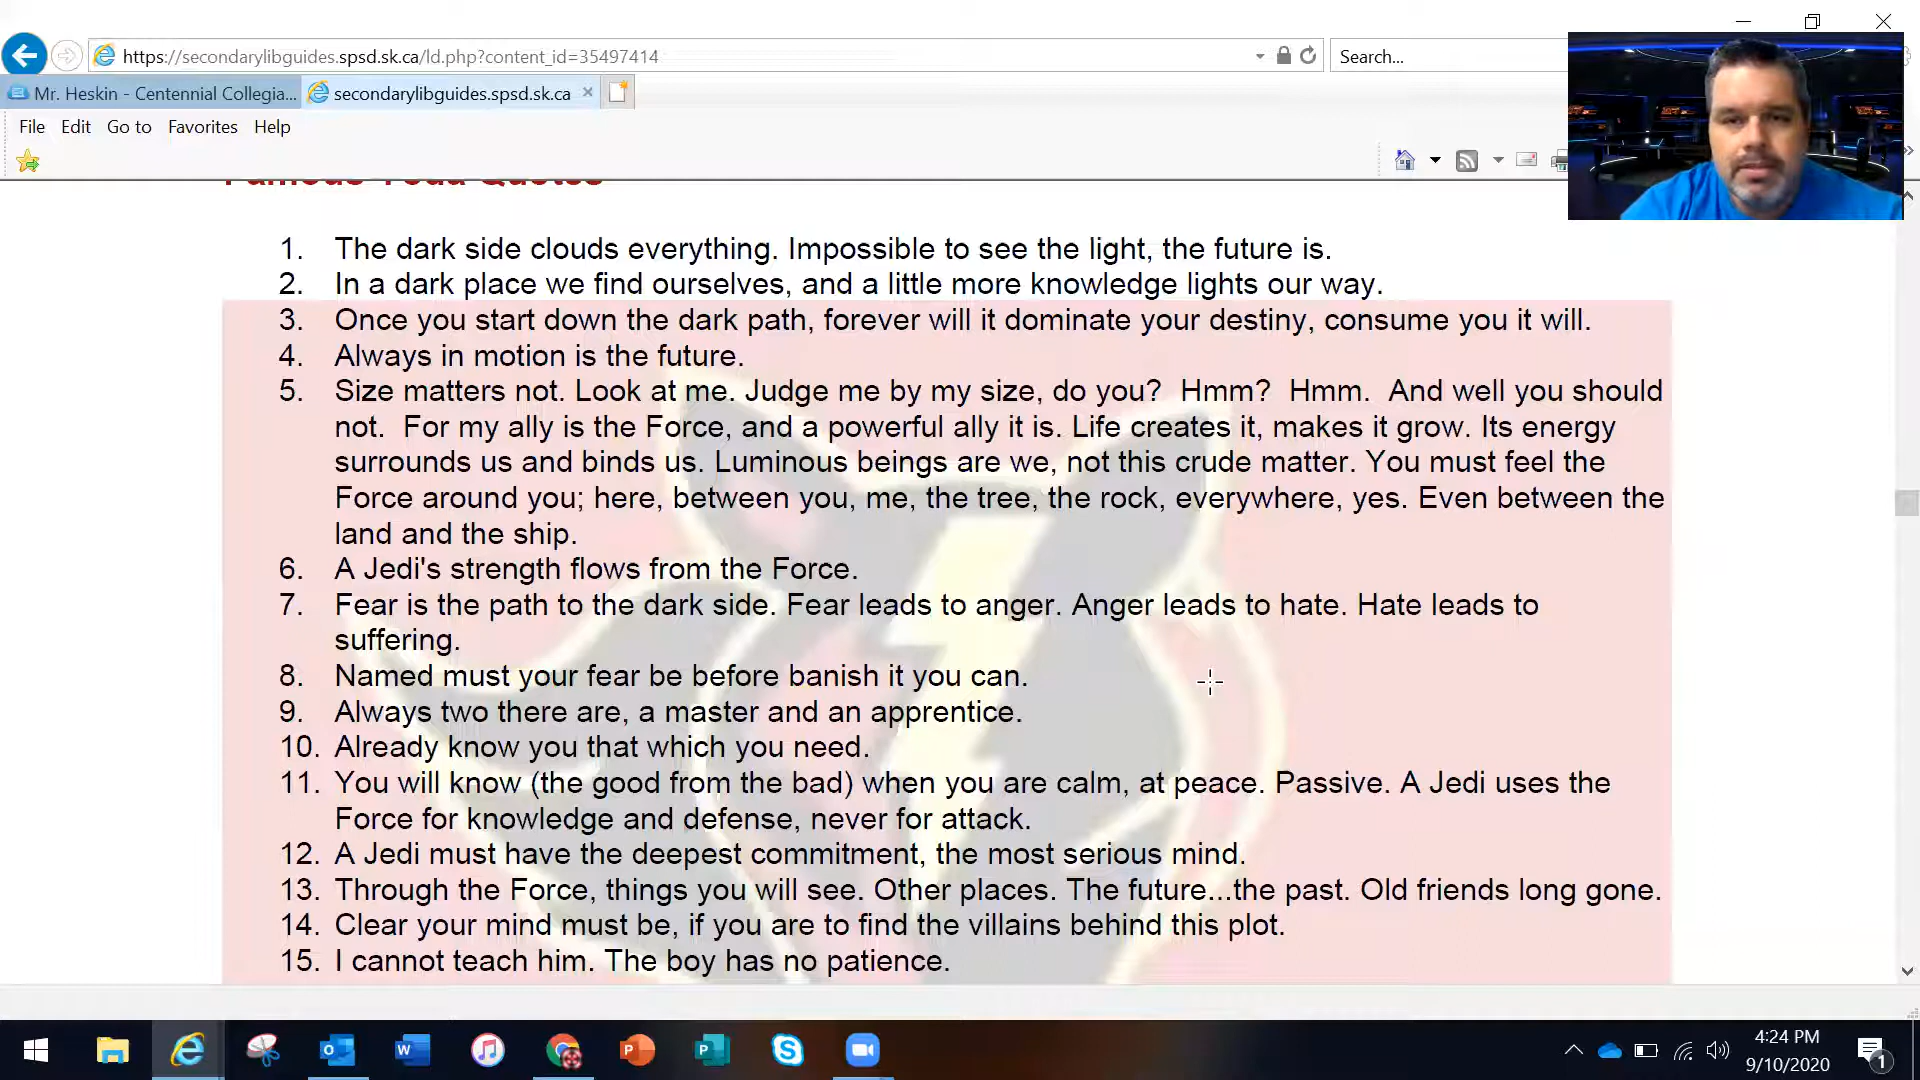 https://secondarylibguides.spsd.sk.ca/ld.php?content_id=35497414
Search...
Mr. Heskin - Centennial Collegia...
secondarylibguides.spsd.sk.ca
File Edit Go to Favorites Help
Famous Yoda Quotes
1. The dark side clouds everything. Impossible to see the light, the future is.
2. In a dark place we find ourselves, and a little more knowledge lights our way.
3. Once you start down the dark path, forever will it dominate your destiny, consume you it will.
4. Always in motion is the future.
5. Size matters not. Look at me. Judge me by my size, do you?  Hmm?  Hmm.  And well you should
not.  For my ally is the Force, and a powerful ally it is. Life creates it, makes it grow. Its energy
surrounds us and binds us. Luminous beings are we, not this crude matter. You must feel the
Force around you; here, between you, me, the tree, the rock, everywhere, yes. Even between the
land and the ship.
6. A Jedi's strength flows from the Force.
7. Fear is the path to the dark side. Fear leads to anger. Anger leads to hate. Hate leads to
suffering.
8. Named must your fear be before banish it you can.
9. Always two there are, a master and an apprentice.
10. Already know you that which you need.
11. You will know (the good from the bad) when you are calm, at peace. Passive. A Jedi uses the
Force for knowledge and defense, never for attack.
12. A Jedi must have the deepest commitment, the most serious mind.
13. Through the Force, things you will see. Other places. The future...the past. Old friends long gone.
14. Clear your mind must be, if you are to find the villains behind this plot.
15. I cannot teach him. The boy has no patience.
4:24 PM
9/10/2020
1